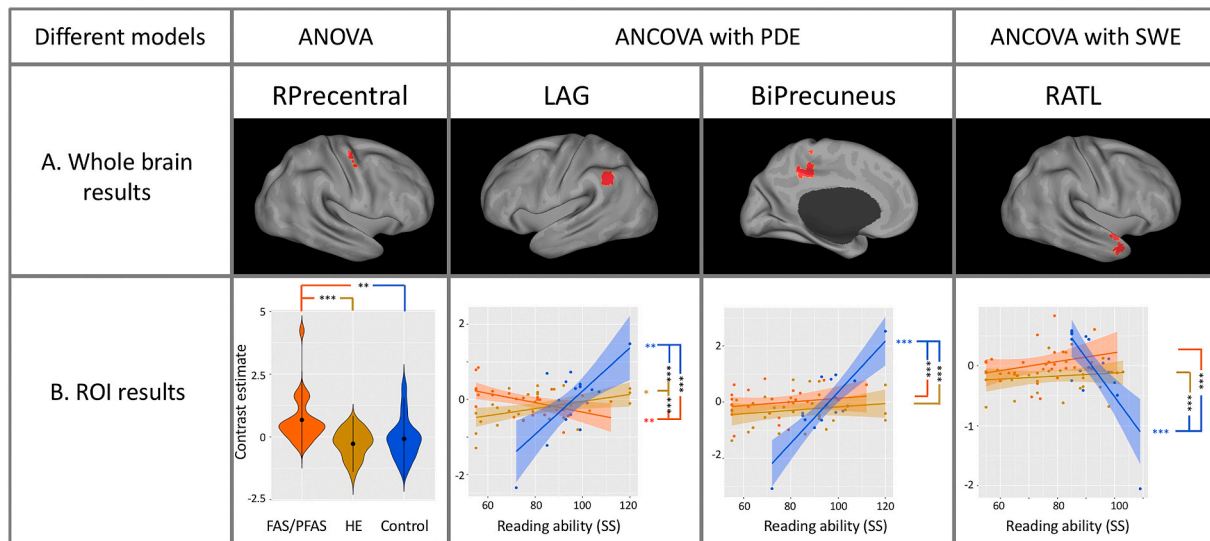 Different models
ANOVA
ANCOVA with PDE
ANCOVA with SWE
A. Whole brain
results
RPrecentral
LAG
BiPrecuneus
RATL
B. ROI results
Contrast estimate
5
2.5
0
-2.5
**
***
FAS/PFAS HE Control
2
0
-2
60 80 100 120
Reading ability (SS)
**
*
**
***
***
***
2
0
-2
60 80 100 120
Reading ability (SS)
***
***
***
0
-1
-2
60 80 100
Reading ability (SS)
***
***
***